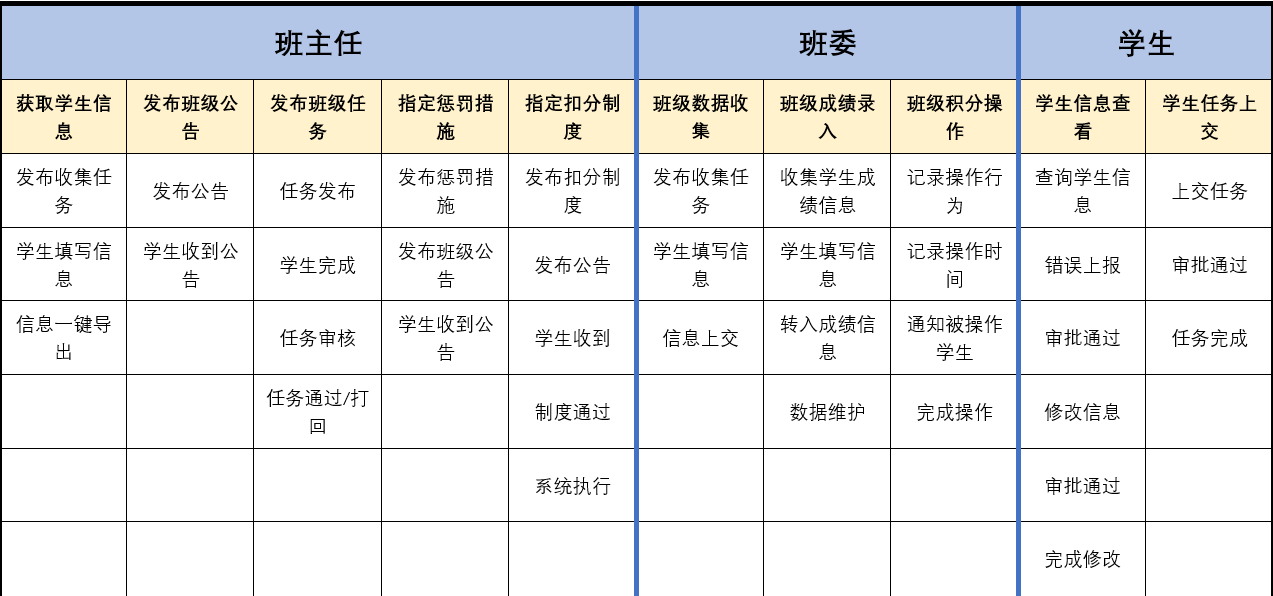 班主任
班委
学生
获取学生信
息
发布班级公
告
发布班级任
务
指定惩罚措
施
指定扣分制
度
班级数据收
集
班级成绩录
入
班级积分操
作
学生信息查
看
学生任务上
交
发布收集任
务
发布公告
任务发布
发布惩罚措
施
发布扣分制
度
发布收集任
务
收集学生成
绩信息
记录操作行
为
查询学生信
息
上交任务
学生填写信
息
学生收到公
告
学生完成
发布班级公
告
发布公告
学生填写信
息
学生填写信
息
记录操作时
间
错误上报
审批通过
信息一键导
出
任务审核
学生收到公
告
学生收到
信息上交
转入成绩信
息
通知被操作
学生
审批通过
任务完成
任务通过/打
回
制度通过
数据维护
完成操作
修改信息
系统执行
审批通过
完成修改